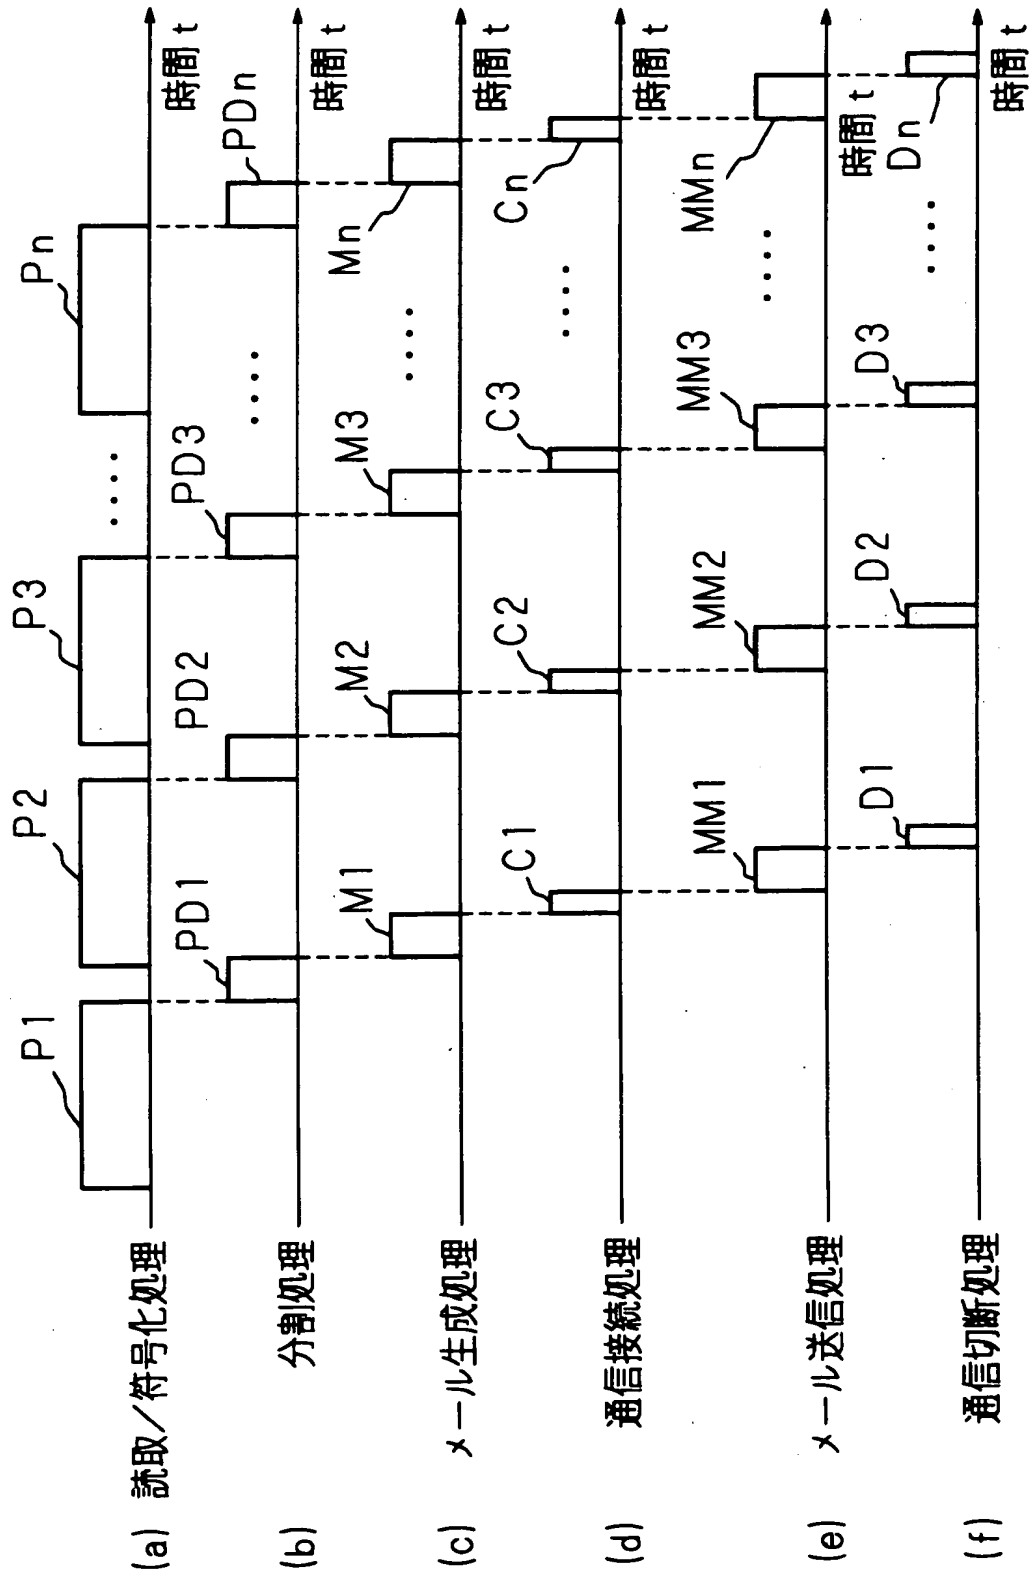 (a) 読取/符号化処理
P1
P2
P3
‥‥
Pn
時間 t
(b) 分割処理
PD1
PD2
PD3
‥‥
PDn
時間 t
(c) メール生成処理
M1
M2
M3
‥‥
Mn
時間 t
(d) 通信接続処理
C1
C2
C3
‥‥
Cn
時間 t
(e) メール送信処理
MM1
MM2
MM3
‥‥
MMn
時間 t
(f) 通信切断処理
D1
D2
D3
‥‥
Dn
時間 t